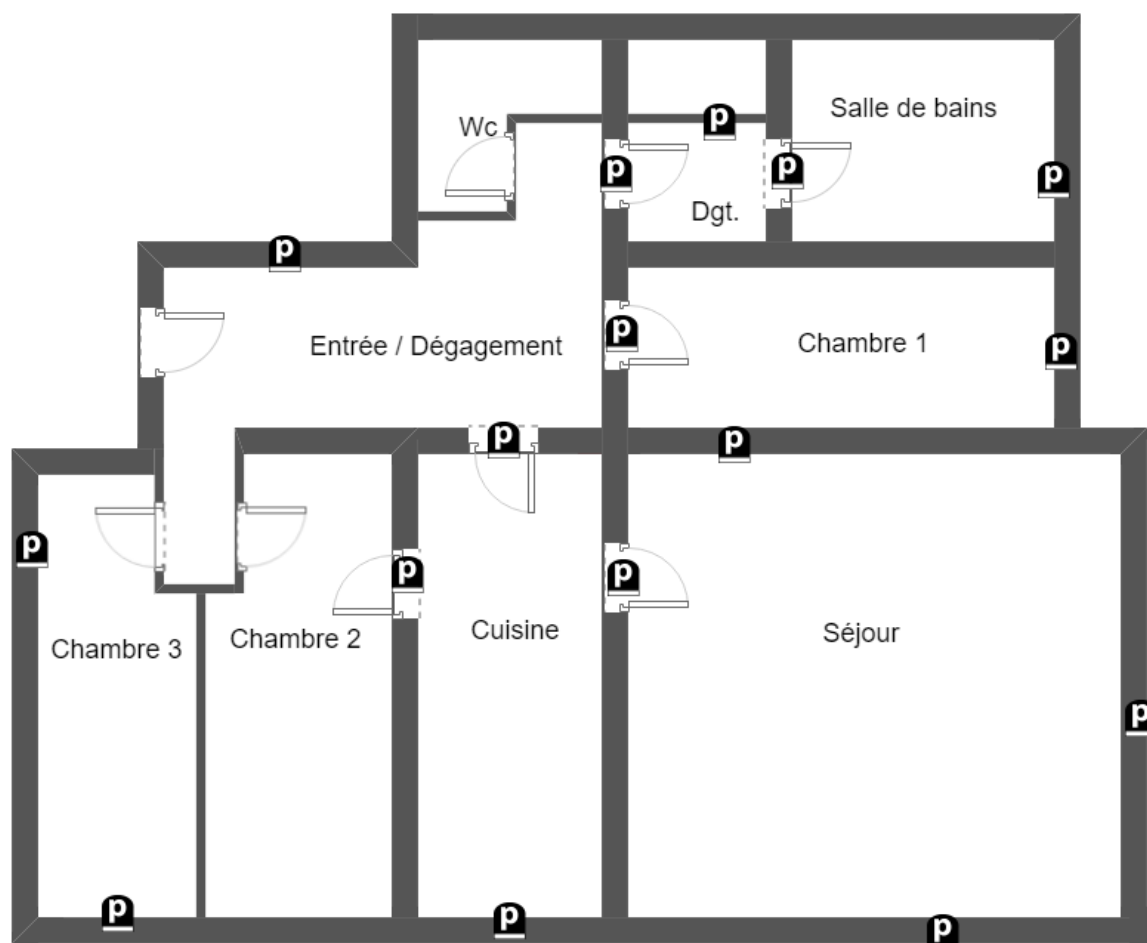 Wc
p
Salle de bains
p
p
p
Dgt.
p
p
Entrée / Dégagement
p
Chambre 1
p
p
p
p
p
p
Chambre 3
Chambre 2
Cuisine
Séjour
p
p
p
p